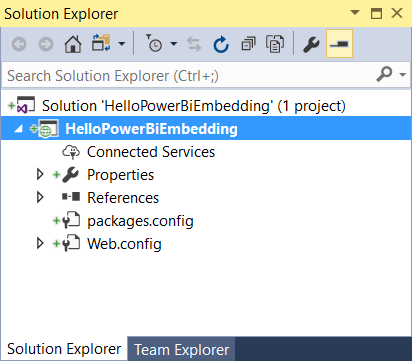 Solution Explorer
Search Solution Explorer (Ctrl+;)
Solution 'HelloPowerBiEmbedding' (1 project)
HelloPowerBiEmbedding
Connected Services
Properties
References
packages.config
Web.config
Solution Explorer Team Explorer